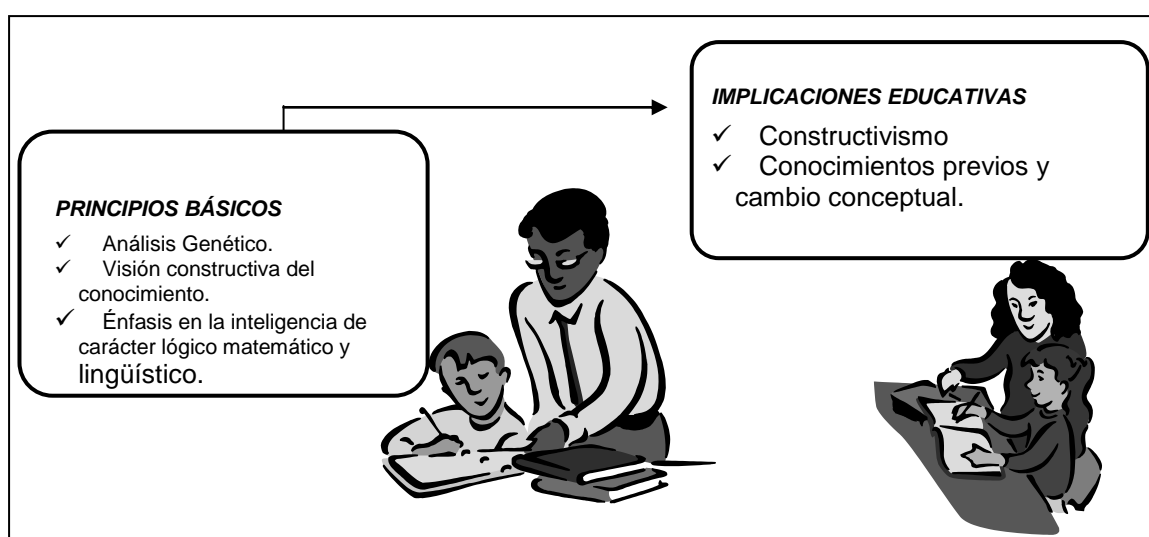 PRINCIPIOS BÁSICOS
✓ Análisis Genético.
✓ Visión constructiva del
conocimiento.
✓ Énfasis en la inteligencia de
carácter lógico matemático y
lingüístico.
IMPLICACIONES EDUCATIVAS
✓ Constructivismo
✓ Conocimientos previos y
cambio conceptual.